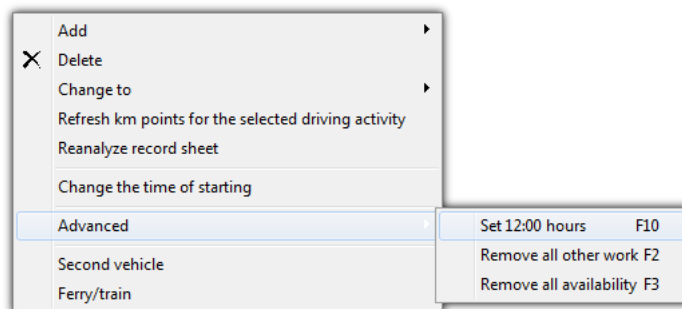 Add
Delete
Change to
Refresh km points for the selected driving activity
Reanalyze record sheet
Change the time of starting
Advanced
Second vehicle
Ferry/train
Set 12:00 hours F10
Remove all other work F2
Remove all availability F3